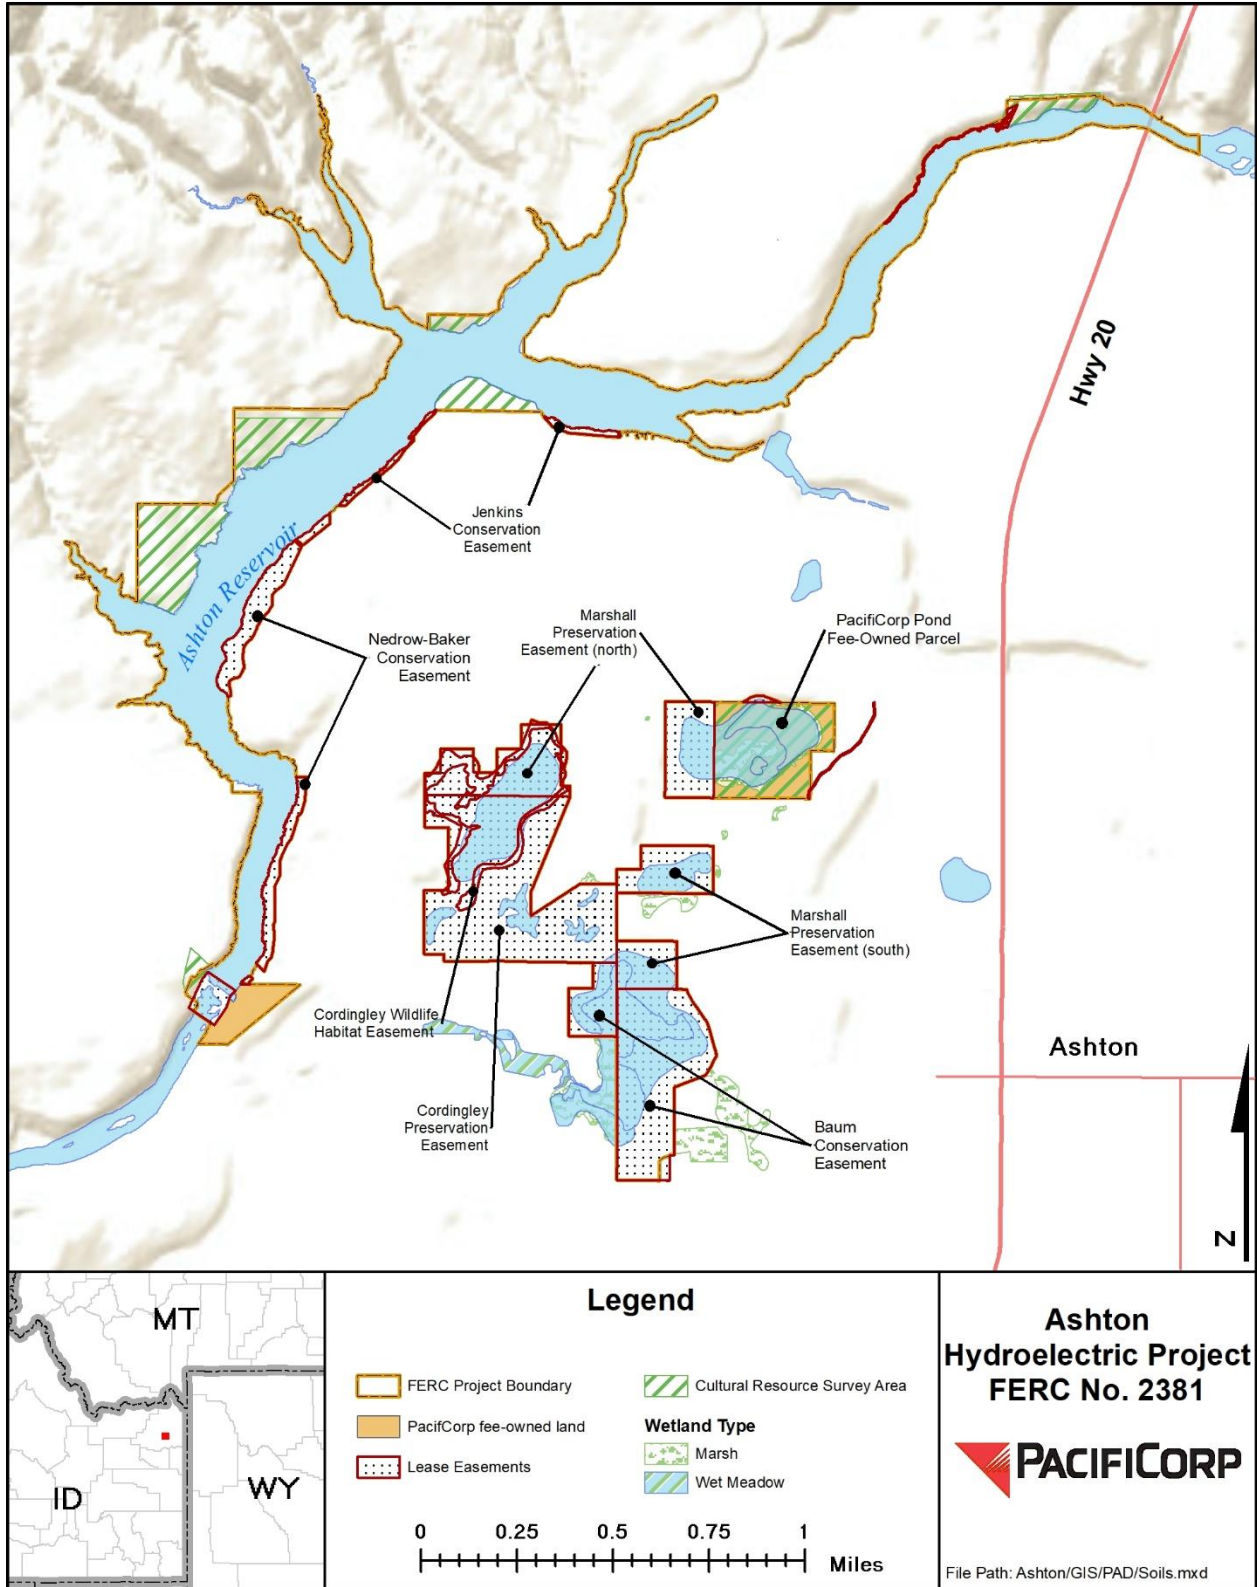 Hwy 20
Jenkins
Conservation
Easement
Ashton Reservoir
Marshall
Preservation
Easement (north)
PacifiCorp Pond
Fee-Owned Parcel
Nedrow-Baker
Conservation
Easement
Marshall
Preservation
Easement (south)
Cordingley Wildlife
Habitat Easement
Ashton
Cordingley
Preservation
Easement
Baum
Conservation
Easement
N
MT
ID
WY
Legend
FERC Project Boundary
PacifCorp fee-owned land
Lease Easements
Cultural Resource Survey Area
Wetland Type
Marsh
Wet Meadow
0 0.25 0.5 0.75 1
Miles
Ashton
Hydroelectric Project
FERC No. 2381
PACIFICORP
File Path: Ashton/GIS/PAD/Soils.mxd